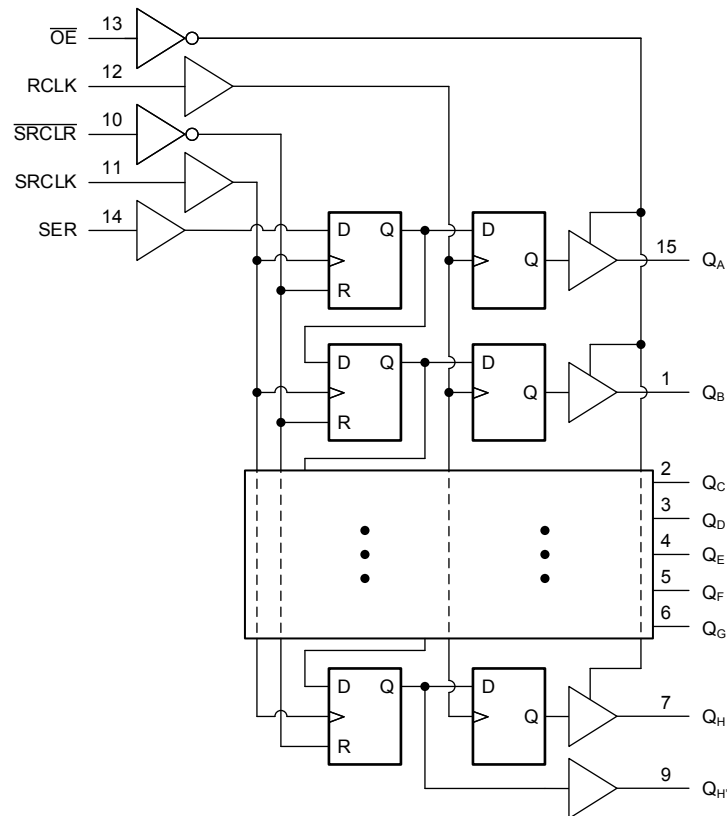 OE 13
RCLK 12
SRCLR 10
SRCLK 11
SER 14
D Q D
Q 15 QA
R
D Q D
Q 1 QB
R
2 QC
3 QD
4 QE
5 QF
6 QG
D Q D
Q 7 QH
R
9 QH'